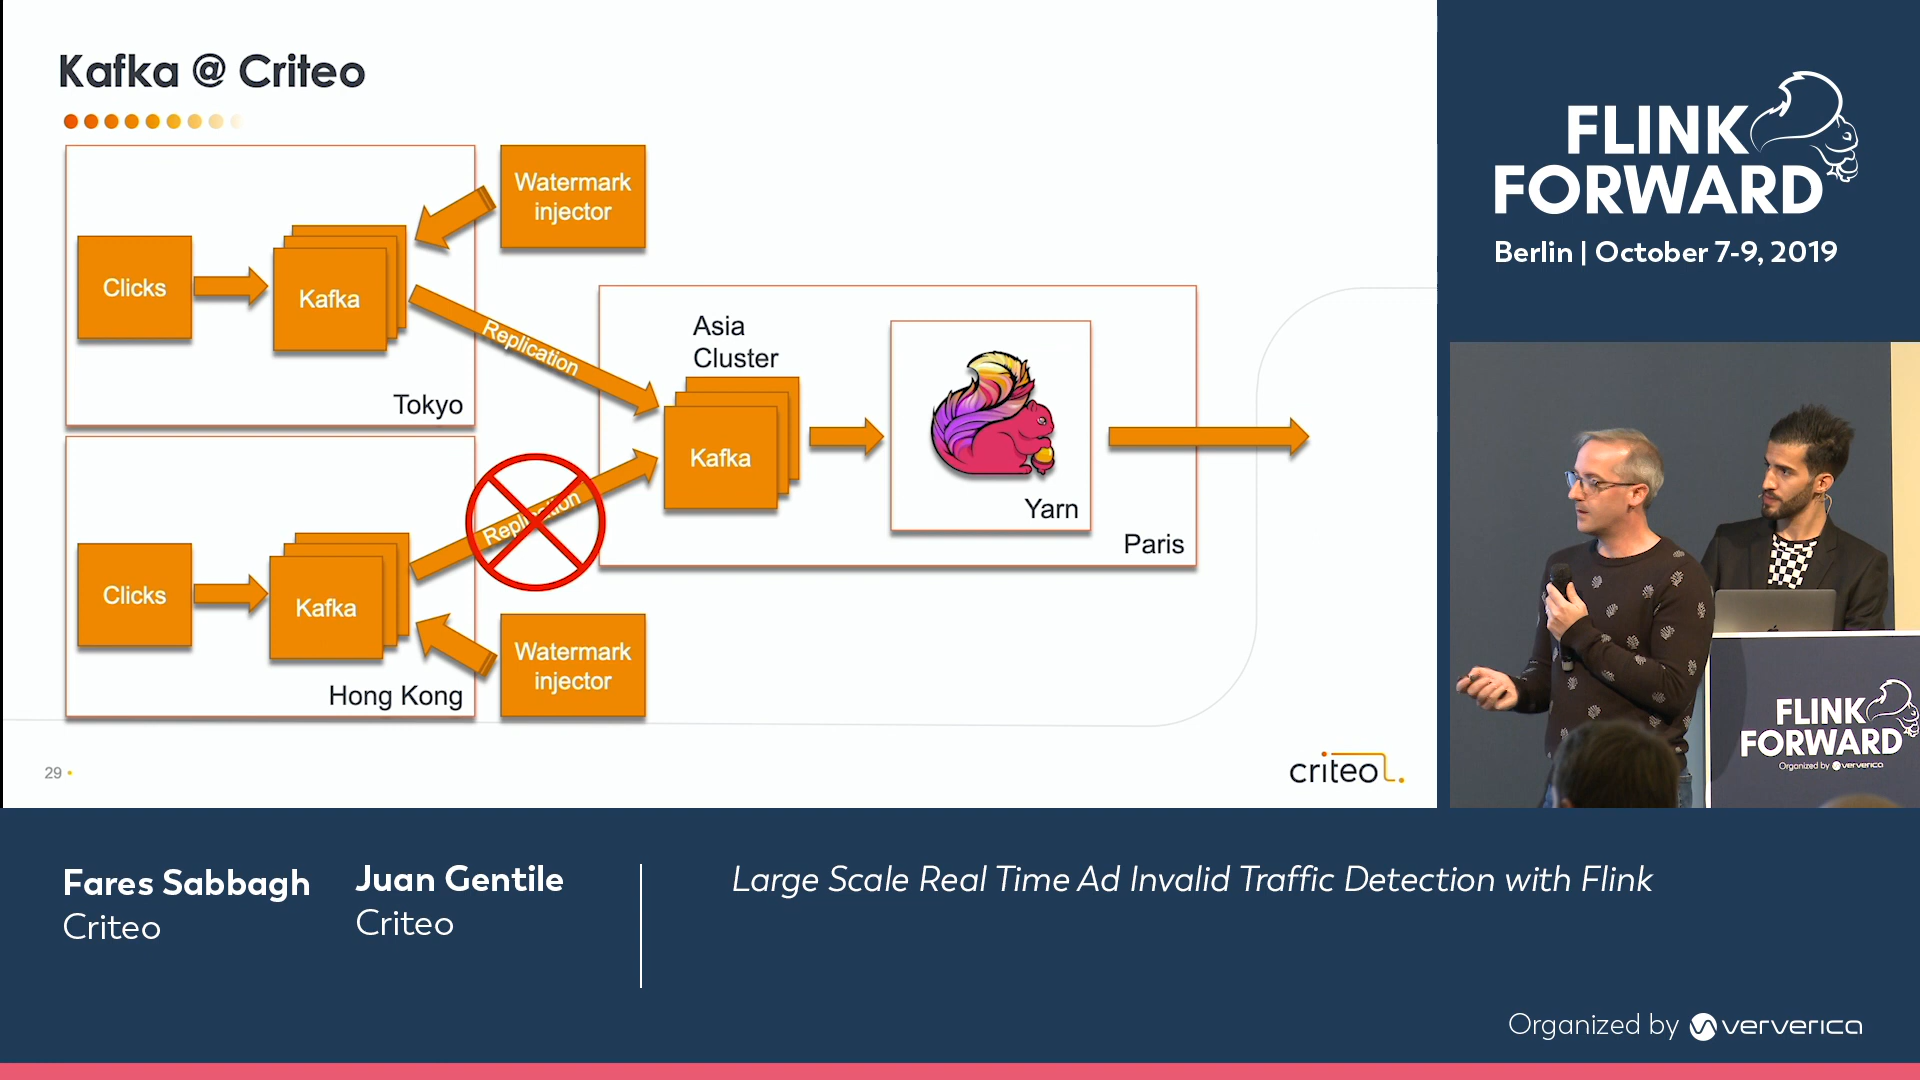 Kafka @ Criteo
Watermark
injector
Clicks
Kafka
Replication
Tokyo
Asia
Cluster
Kafka
Yarn
Paris
Clicks
Kafka
Replication
Hong Kong
Watermark
injector
29
criteo
FLINK
FORWARD
Berlin | October 7-9, 2019
FLINK
FORWARD
Organized by ververica
Fares Sabbagh
Criteo
Juan Gentile
Criteo
Large Scale Real Time Ad Invalid Traffic Detection with Flink
Organized by ververica